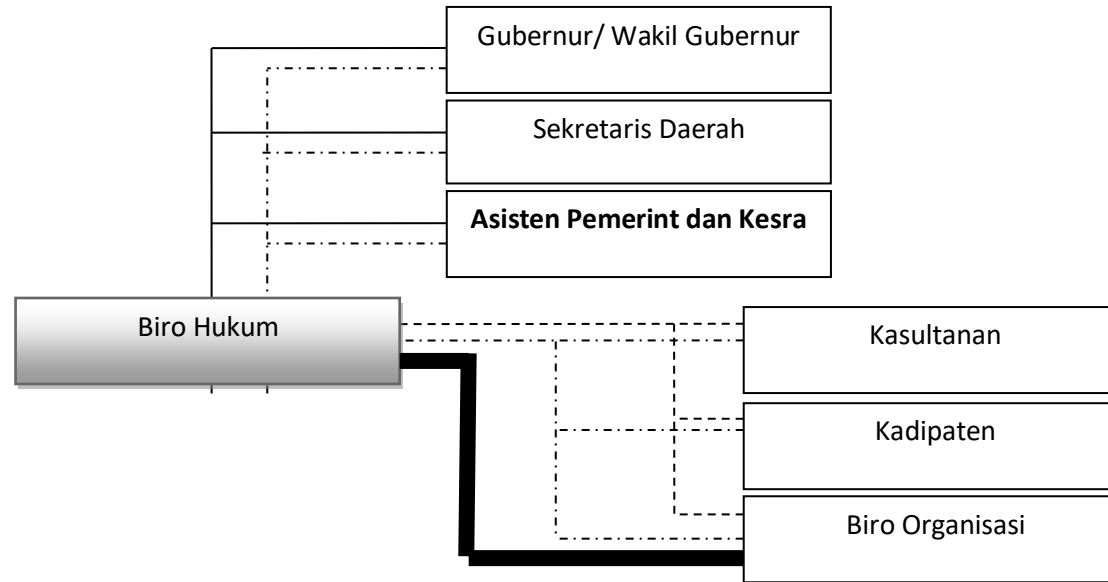 Gubernur/ Wakil Gubernur
Sekretaris Daerah
Asisten Pemerint dan Kesra
Biro Hukum
Kasultanan
Kadipaten
Biro Organisasi